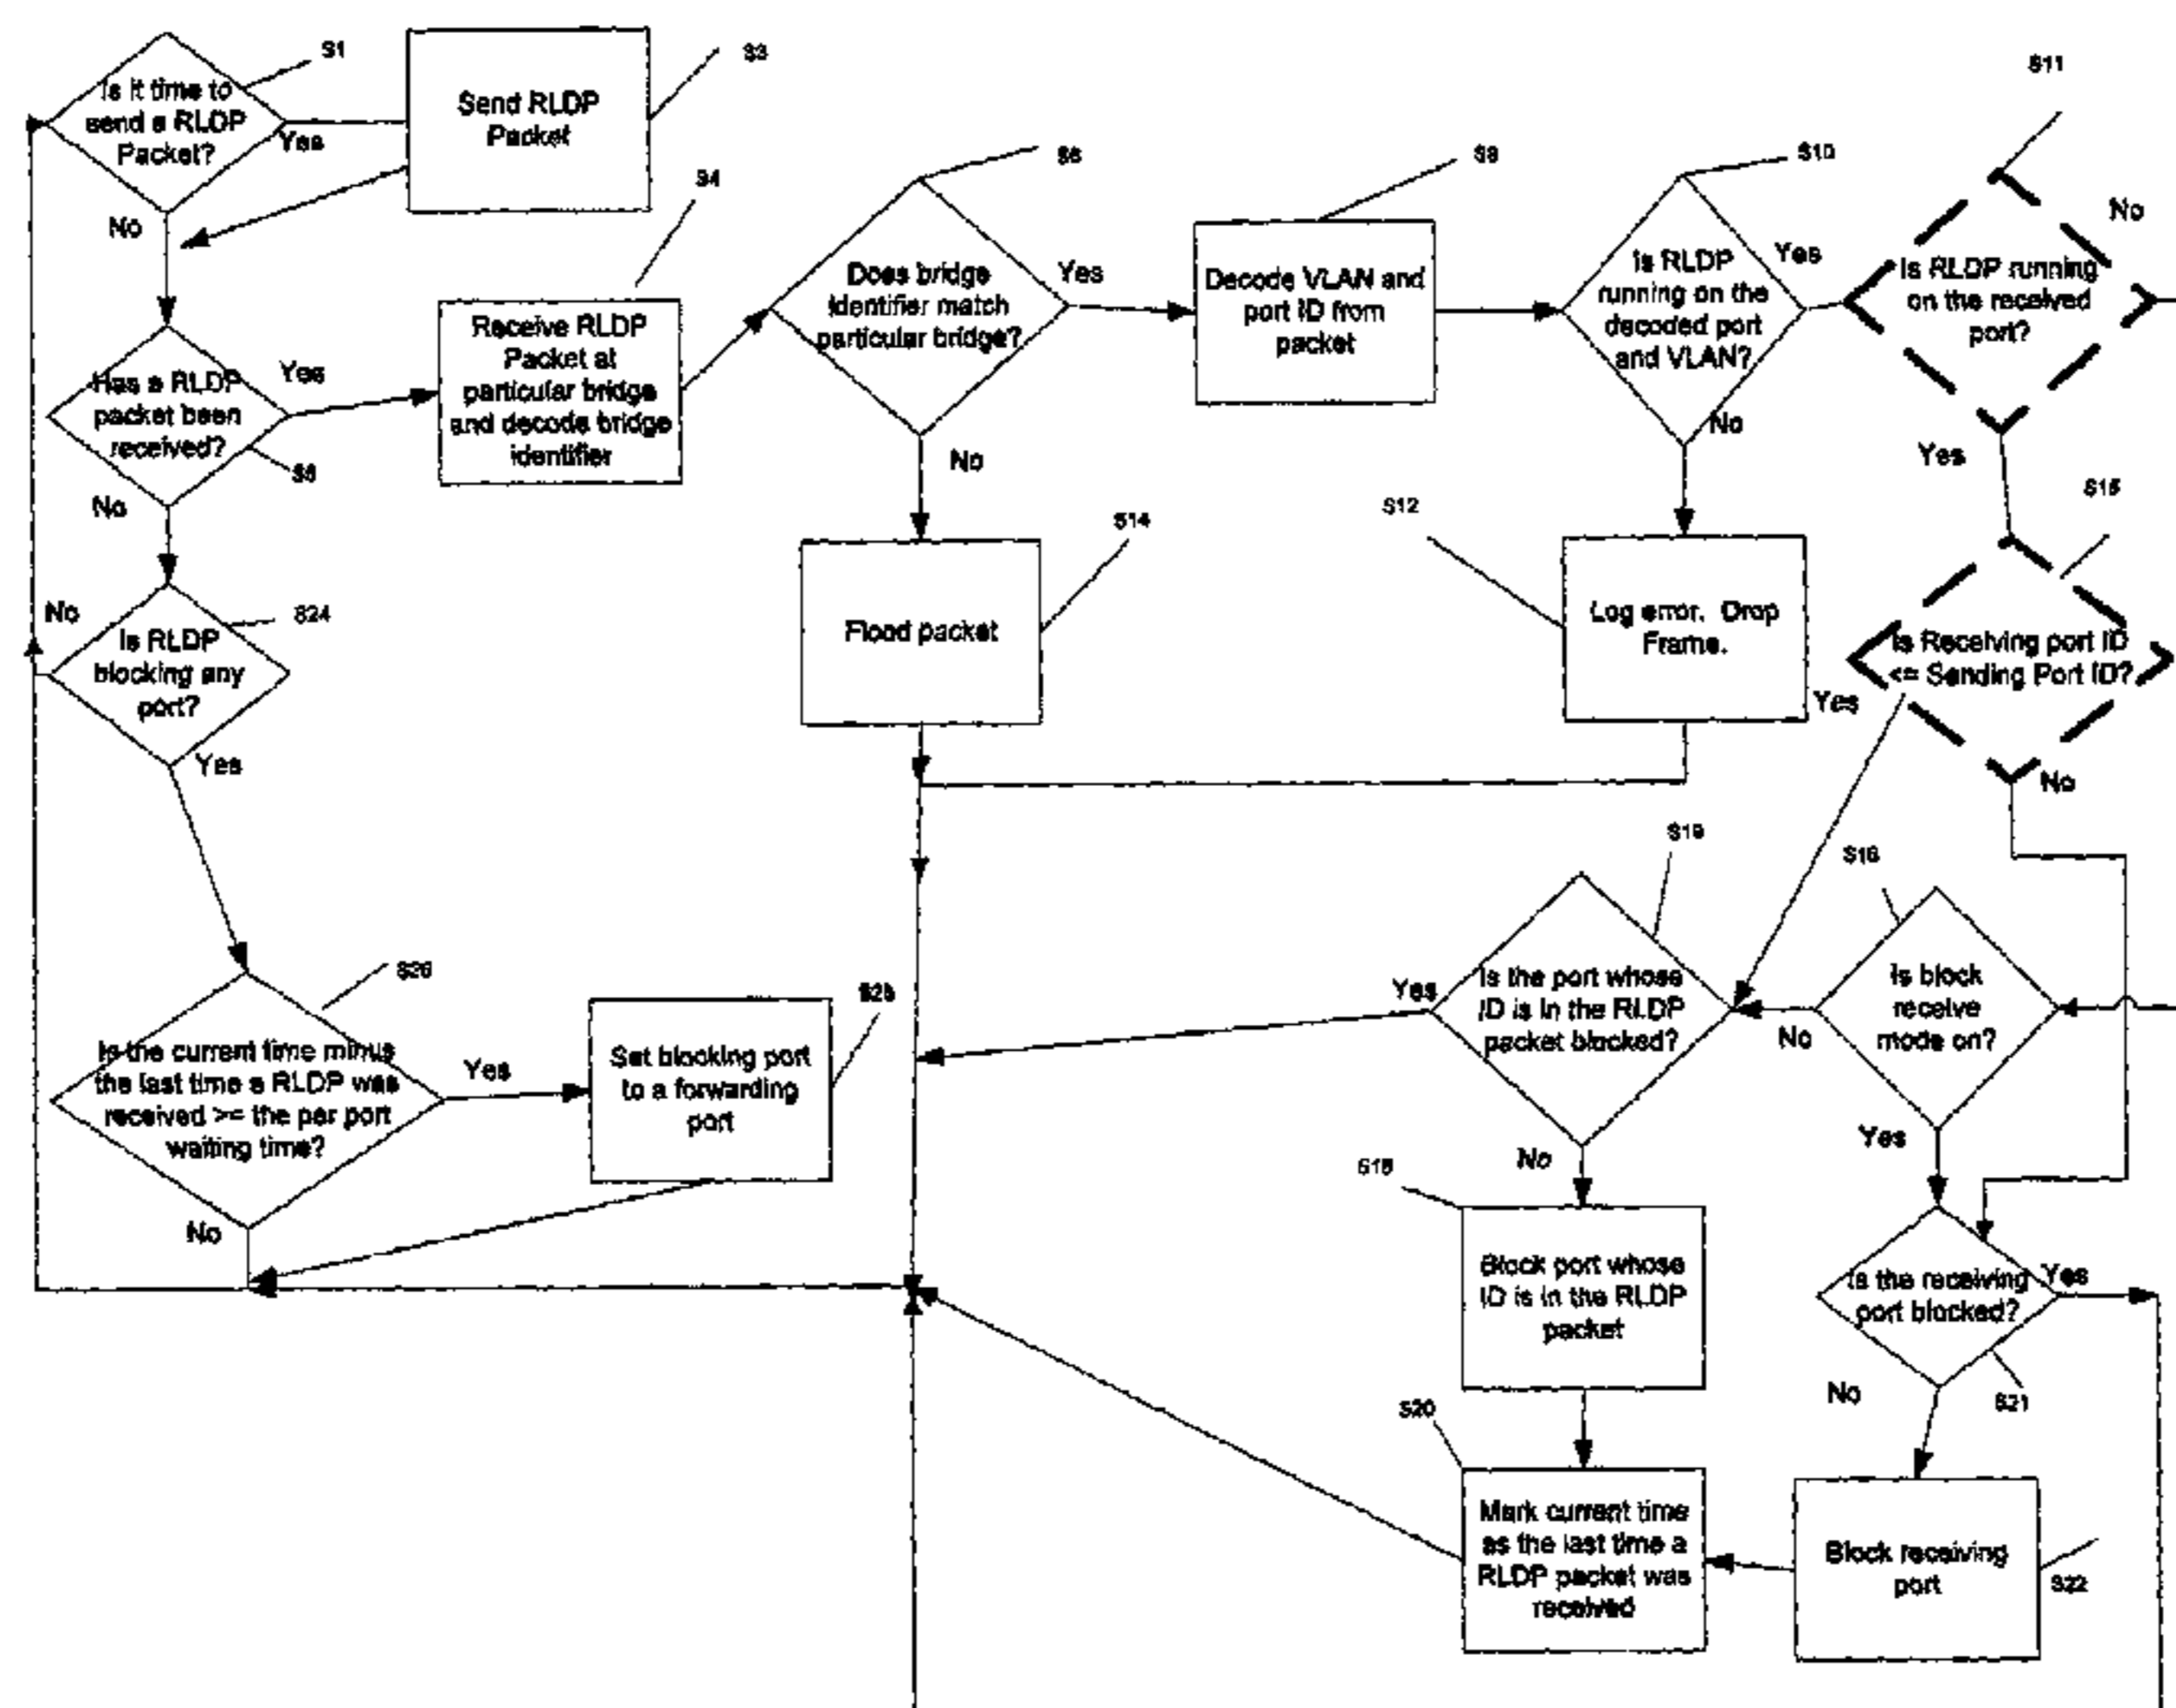 Is it time to
send a RLDP
Packet?
S1
Yes
No
Send RLDP
Packet
S3
Has a RLDP
packet been
received?
Yes
No
Receive RLDP
Packet at
particular bridge
and decode bridge
identifier
S4
Does bridge
identifier match
particular bridge?
Yes
No
Decode VLAN and
port ID from
packet
Is RLDP
running on the
decoded port
and VLAN?
S10
Yes
No
Is RLDP running
on the received
port?
S11
No
Yes
Is RLDP
blocking any
port?
S24
No
Yes
Flood packet
S14
Log error. Drop
Frame.
S12
Is Receiving port ID
<= Sending Port ID?
S15
Yes
No
Is the current time minus
the last time a RLDP was
received >= the per port
waiting time?
S26
Yes
No
Set blocking port
to a forwarding
port
Is the port whose
ID is in the RLDP
packet blocked?
S19
Yes
No
Is block
receive
mode on?
No
Yes
Block port whose
ID is in the RLDP
packet
Is the receiving
port blocked?
S21
Yes
No
Mark current time
as the last time a
RLDP packet was
received
S20
Block receiving
port
S22